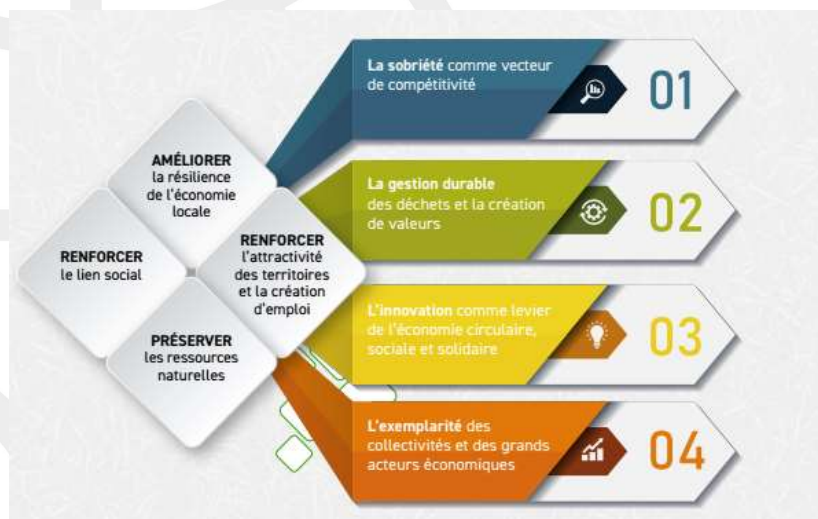 AMÉLIORER
la résilience
de l'économie
locale
RENFORCER
le lien social
RENFORCER
l'attractivité
des territoires
et la création
d'emploi
PRÉSERVER
les ressources
naturelles
La sobriété comme vecteur
de compétitivité
01
La gestion durable
des déchets et la création
de valeurs
02
L'innovation comme levier
de l'économie circulaire,
sociale et solidaire
03
L'exemplarité des
collectivités et des grands
acteurs économiques
04